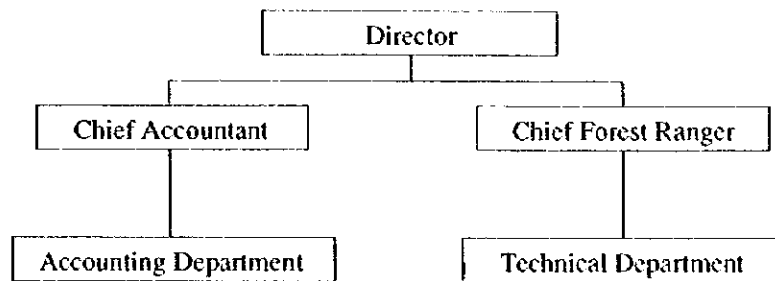 Director
Chief Accountant
Chief Forest Ranger
Accounting Department
Technical Department